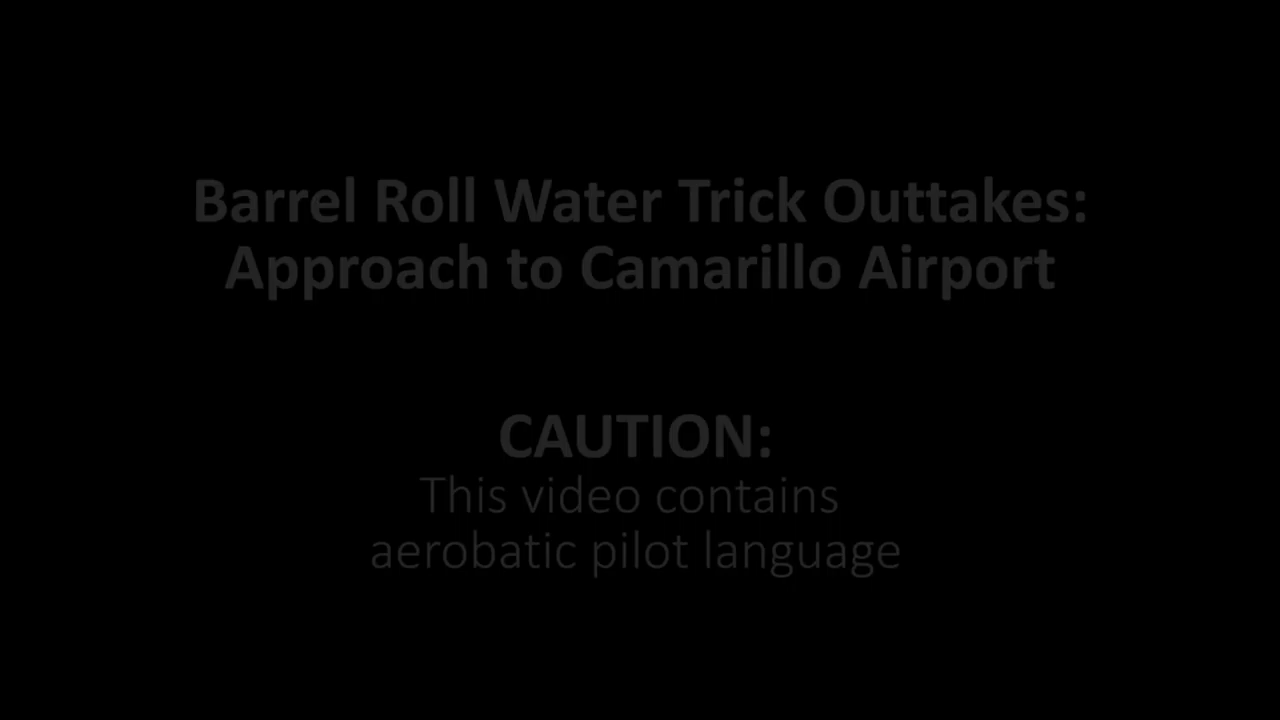 Barrel Roll Water Trick Outtakes:
Approach to Camarillo Airport
CAUTION:
This video contains
aerobatic pilot language